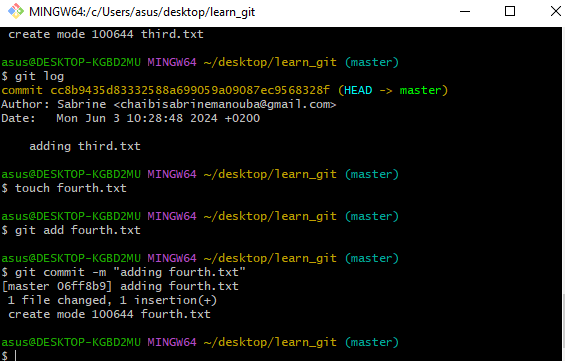 MINGW64:/c/Users/asus/desktop/learn_git
create mode 100644 third.txt
asus@DESKTOP-KGBD2MU MINGW64 ~/desktop/learn_git (master)
$ git log
commit cc8b9435d83332588a699059a09087ec9568328f (HEAD -> master)
Author: Sabrine <chaibisabrinemanouba@gmail.com>
Date:   Mon Jun 3 10:28:48 2024 +0200
    adding third.txt
asus@DESKTOP-KGBD2MU MINGW64 ~/desktop/learn_git (master)
$ touch fourth.txt
asus@DESKTOP-KGBD2MU MINGW64 ~/desktop/learn_git (master)
$ git add fourth.txt
asus@DESKTOP-KGBD2MU MINGW64 ~/desktop/learn_git (master)
$ git commit -m "adding fourth.txt"
[master 06ff8b9] adding fourth.txt
 1 file changed, 1 insertion(+)
 create mode 100644 fourth.txt
asus@DESKTOP-KGBD2MU MINGW64 ~/desktop/learn_git (master)
$